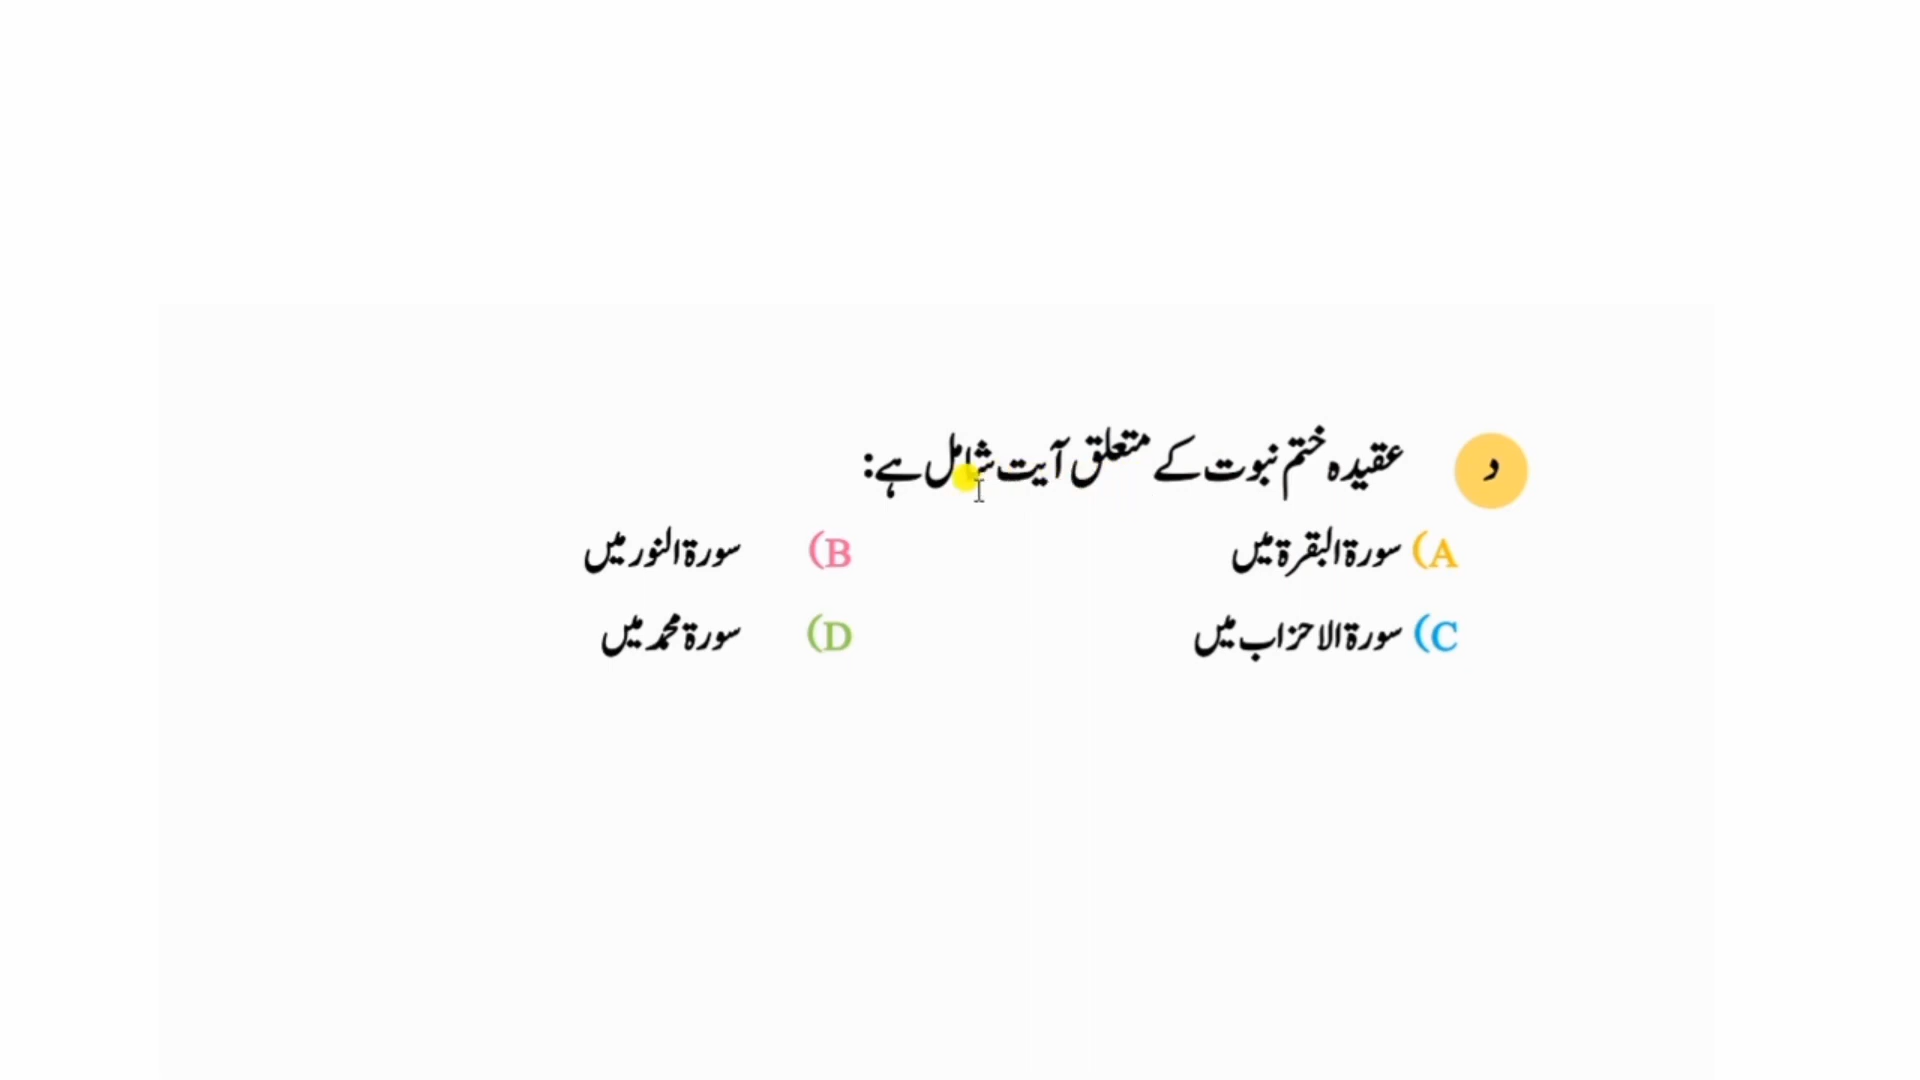 د عقیدہ ختم نبوت کے متعلق آیت شامل ہے:
A) سورۃ البقرۃ میں B) سورۃ النور میں
C) سورۃ الاحزاب میں D) سورۃ محمد میں